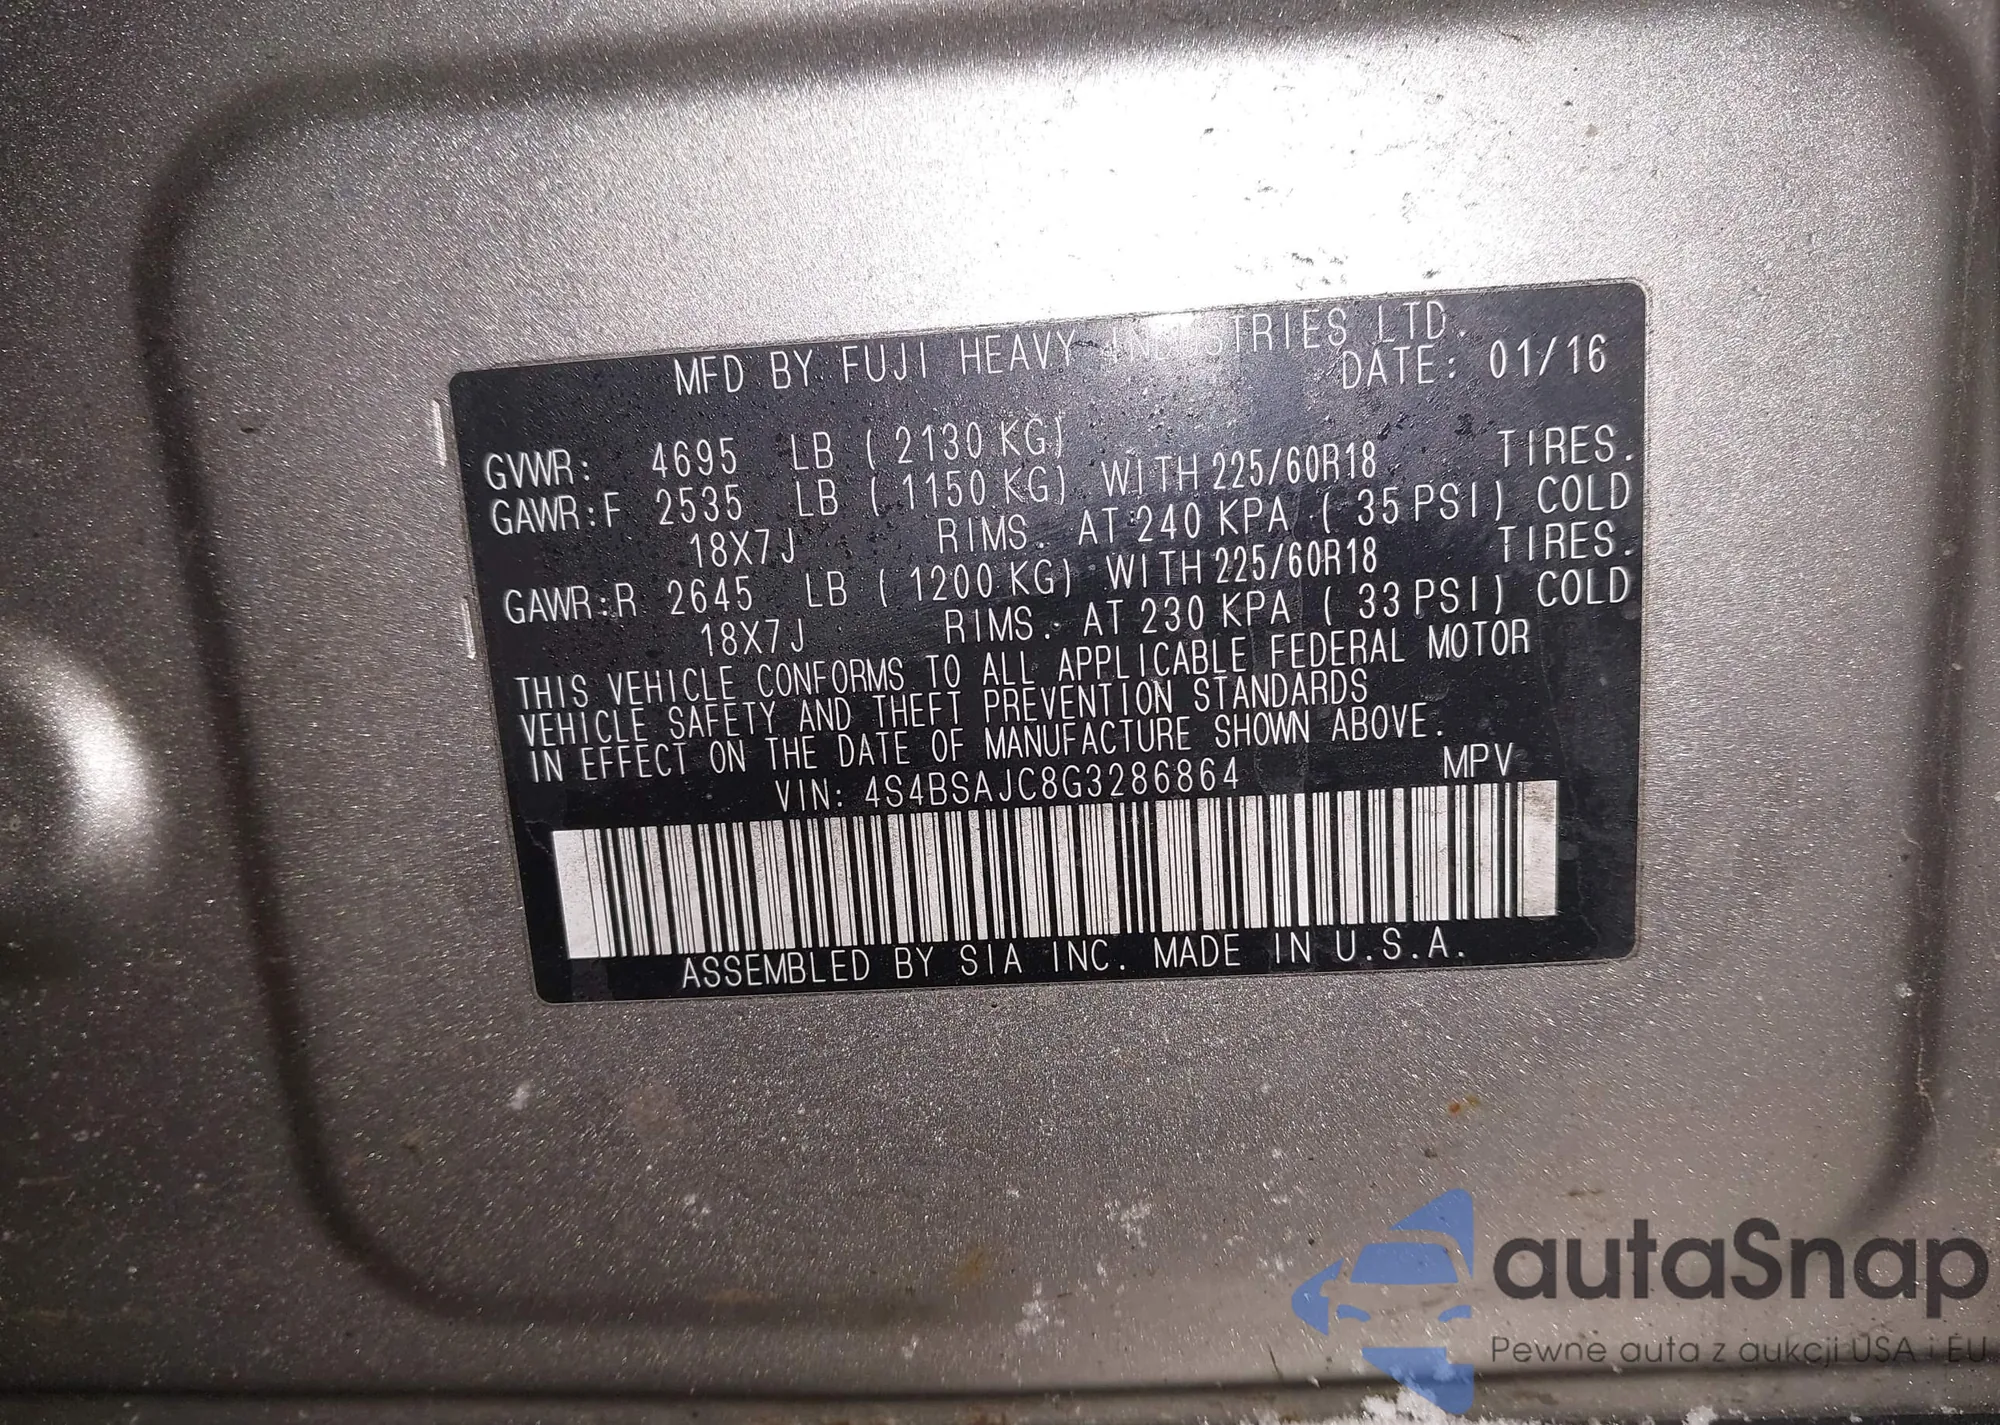 MFD BY FUJI HEAVY INDUSTRIES LTD.
DATE: 01/16
GVWR: 4695 LB ( 2130 KG)
GAWR:F 2535 LB ( 1150 KG) WITH 225/60R18 TIRES.
18X7J RIMS. AT 240 KPA ( 35 PSI) COLD
GAWR:R 2645 LB ( 1200 KG) WITH 225/60R18 TIRES.
18X7J RIMS. AT 230 KPA ( 33 PSI) COLD
THIS VEHICLE CONFORMS TO ALL APPLICABLE FEDERAL MOTOR
VEHICLE SAFETY AND THEFT PREVENTION STANDARDS
IN EFFECT ON THE DATE OF MANUFACTURE SHOWN ABOVE.
VIN: 4S4BSAJC8G3286864 MPV
ASSEMBLED BY SIA INC. MADE IN U.S.A.
autaSnap
Pewne auta z aukcji USA i EU